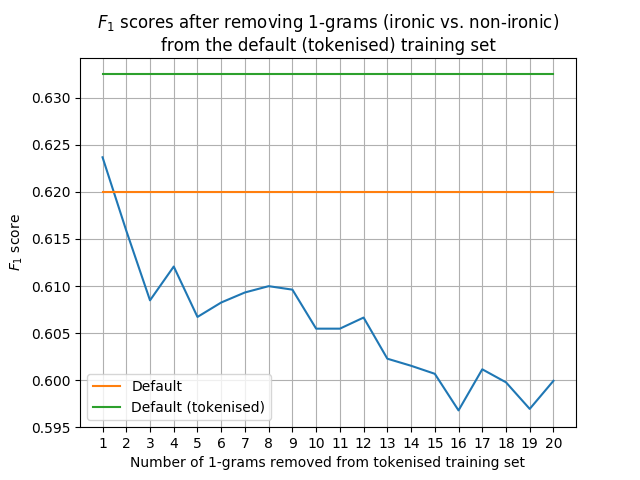 F₁ scores after removing 1-grams (ironic vs. non-ironic)
from the default (tokenised) training set
F₁ score
0.630
0.625
0.620
0.615
0.610
0.605
0.600
0.595
Default
Default (tokenised)
1 2 3 4 5 6 7 8 9 10 11 12 13 14 15 16 17 18 19 20
Number of 1-grams removed from tokenised training set